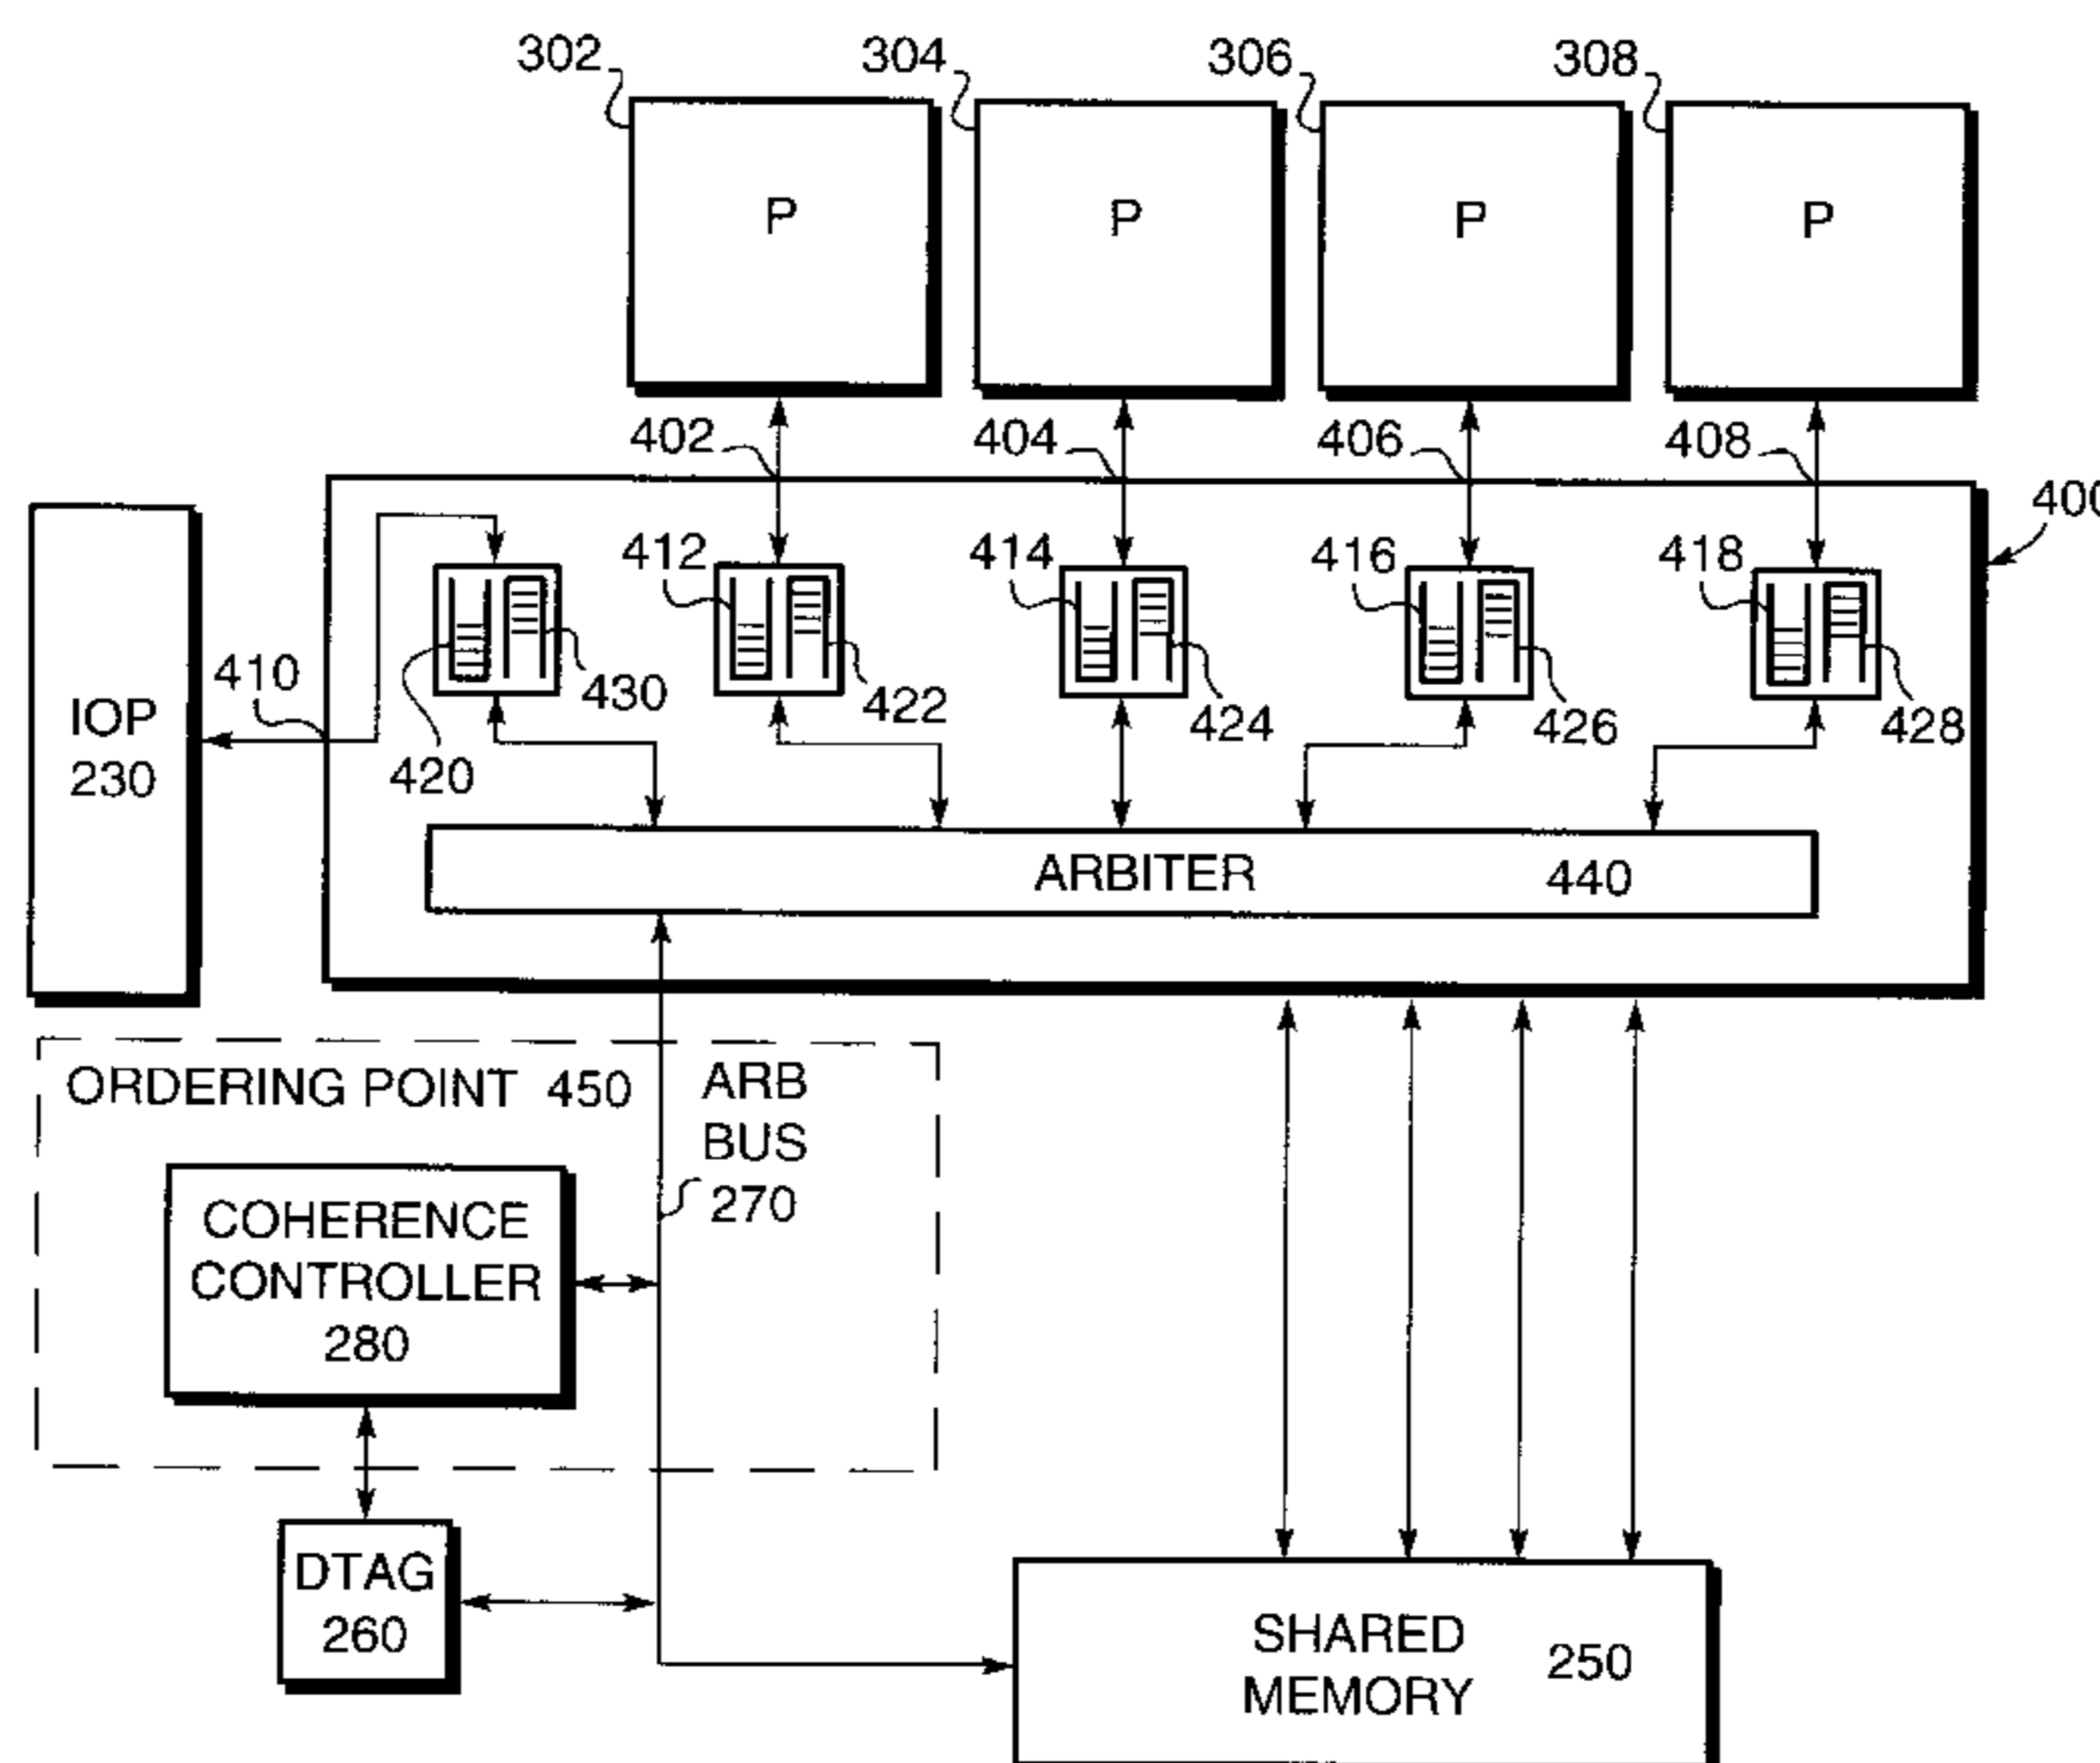 302
304
306
308
P
P
P
P
402
404
406
408
400
412
414
416
418
410
430
422
424
426
428
420
IOP
230
ARBITER 440
ORDERING POINT 450
ARB
BUS
270
COHERENCE
CONTROLLER
280
DTAG
260
SHARED
MEMORY
250